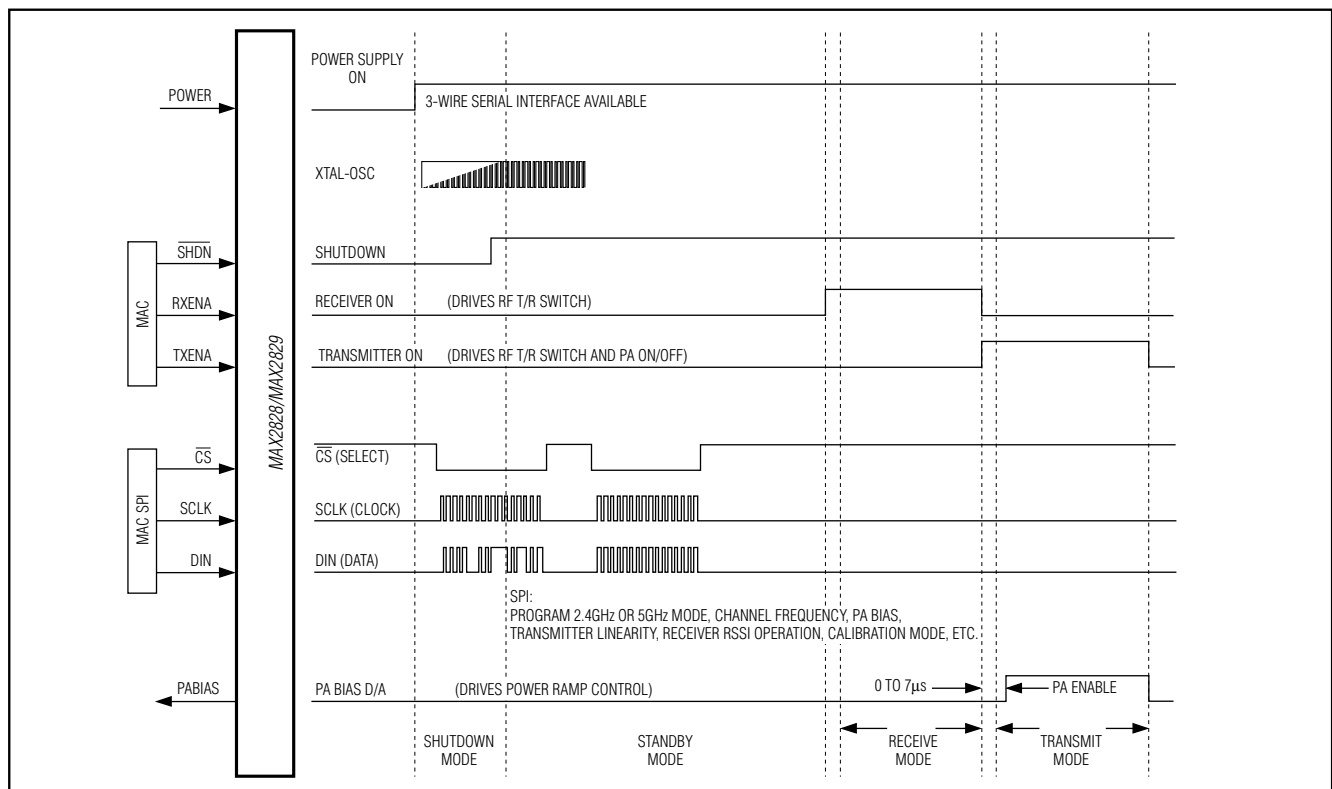 POWER SUPPLY
ON
POWER
3-WIRE SERIAL INTERFACE AVAILABLE
XTAL-OSC
MAC
SHDN
SHUTDOWN
RXENA
RECEIVER ON (DRIVES RF T/R SWITCH)
TXENA
TRANSMITTER ON (DRIVES RF T/R SWITCH AND PA ON/OFF)
MAX2828/MAX2829
MAC SPI
CS
CS (SELECT)
SCLK
SCLK (CLOCK)
DIN
DIN (DATA)
SPI:
PROGRAM 2.4GHz OR 5GHz MODE, CHANNEL FREQUENCY, PA BIAS,
TRANSMITTER LINEARITY, RECEIVER RSSI OPERATION, CALIBRATION MODE, ETC.
PABIAS
PA BIAS D/A (DRIVES POWER RAMP CONTROL)
0 TO 7μs
PA ENABLE
SHUTDOWN
MODE
STANDBY
MODE
RECEIVE
MODE
TRANSMIT
MODE